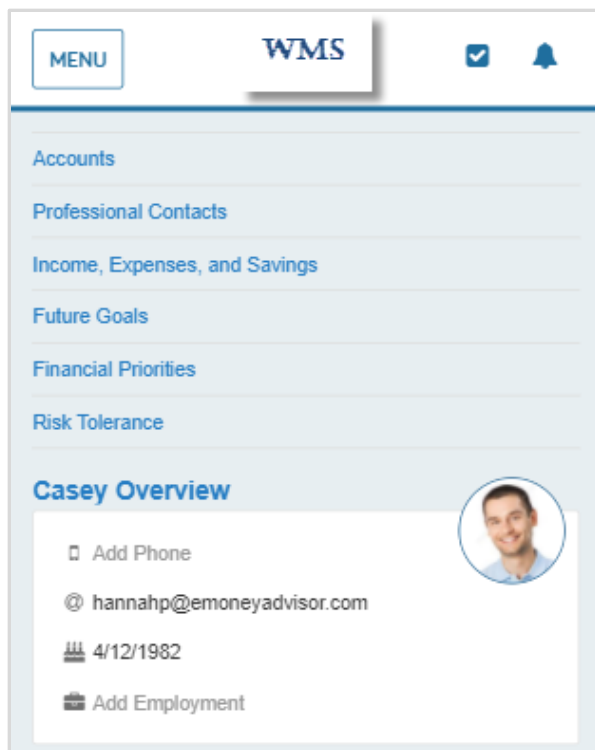 MENU
WMS
Accounts
Professional Contacts
Income, Expenses, and Savings
Future Goals
Financial Priorities
Risk Tolerance
Casey Overview
Add Phone
@ hannahp@emoneyadvisor.com
4/12/1982
Add Employment